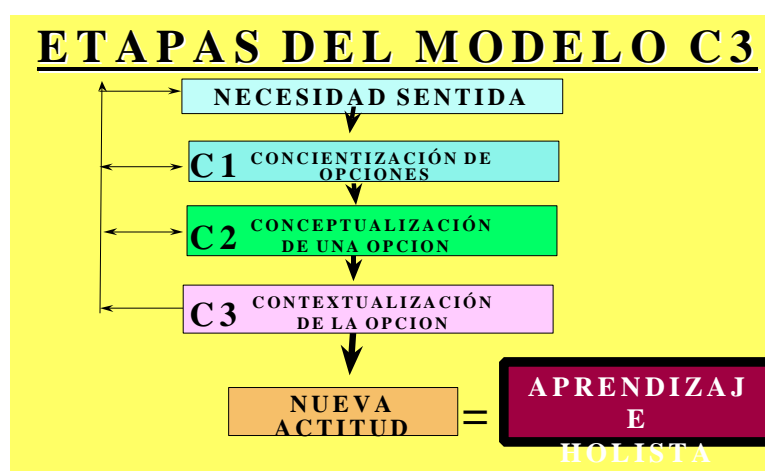 ETAPAS DEL MODELO C3
NECESIDAD SENTIDA
C1 CONCIENTIZACIÓN DE
OPCIONES
C2 CONCEPTUALIZACIÓN
DE UNA OPCION
C3 CONTEXTUALIZACIÓN
DE LA OPCION
NUEVA
ACTITUD
=
APRENDIZAJ
E
HOLISTA